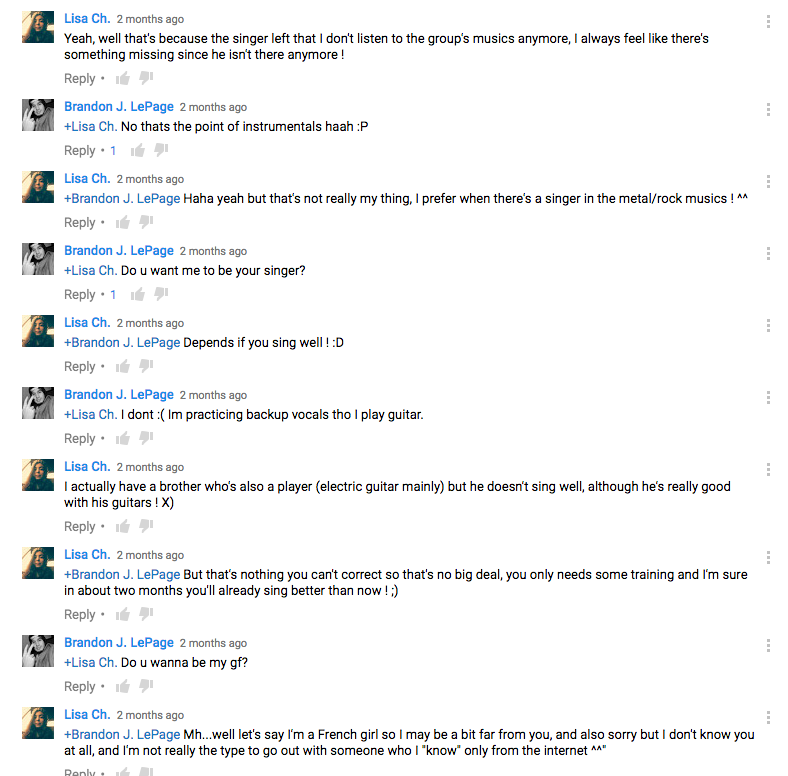 Lisa Ch. 2 months ago
Yeah, well that's because the singer left that I don't listen to the group's musics anymore, I always feel like there's
something missing since he isn't there anymore !
Reply •
Brandon J. LePage 2 months ago
+Lisa Ch. No thats the point of instrumentals haah :P
Reply • 1
Lisa Ch. 2 months ago
+Brandon J. LePage Haha yeah but that's not really my thing, I prefer when there's a singer in the metal/rock musics ! ^^
Reply •
Brandon J. LePage 2 months ago
+Lisa Ch. Do u want me to be your singer?
Reply • 1
Lisa Ch. 2 months ago
+Brandon J. LePage Depends if you sing well ! :D
Reply •
Brandon J. LePage 2 months ago
+Lisa Ch. I dont :( Im practicing backup vocals tho I play guitar.
Reply •
Lisa Ch. 2 months ago
I actually have a brother who's also a player (electric guitar mainly) but he doesn't sing well, although he's really good
with his guitars ! X)
Reply •
Lisa Ch. 2 months ago
+Brandon J. LePage But that's nothing you can't correct so that's no big deal, you only needs some training and I'm sure
in about two months you'll already sing better than now ! ;)
Reply •
Brandon J. LePage 2 months ago
+Lisa Ch. Do u wanna be my gf?
Reply •
Lisa Ch. 2 months ago
+Brandon J. LePage Mh...well let's say I'm a French girl so I may be a bit far from you, and also sorry but I don't know you
at all, and I'm not really the type to go out with someone who I "know" only from the internet ^^"
Reply •